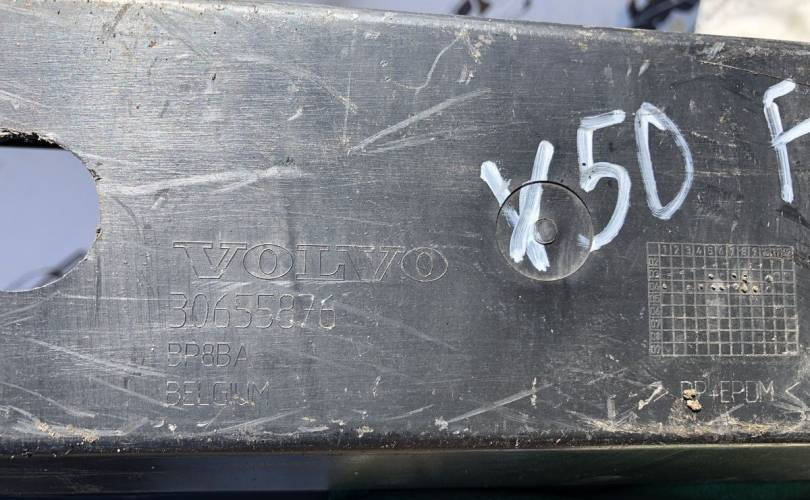 V50 F
VOLVO
30655876
BP8BA
BELGIUM
>PP+EPDM<